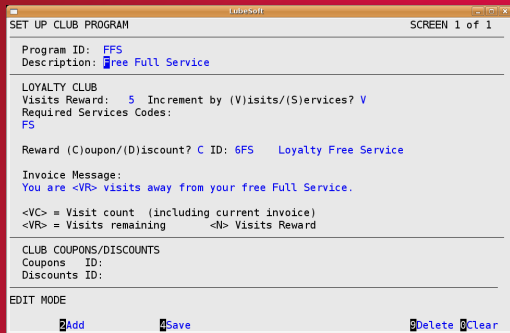 LubeSoft
SET UP CLUB PROGRAM SCREEN 1 of 1
Program ID: FFS
Description: Free Full Service
LOYALTY CLUB
Visits Reward: 5 Increment by (V)isits/(S)ervices? V
Required Services Codes:
FS
Reward (C)oupon/(D)iscount? C ID: 6FS Loyalty Free Service
Invoice Message:
You are <VR> visits away from your free Full Service.
<VC> = Visit count (including current invoice)
<VR> = Visits remaining <N> Visits Reward
CLUB COUPONS/DISCOUNTS
Coupons ID:
Discounts ID:
EDIT MODE
2Add 4Save 9Delete 0Clear